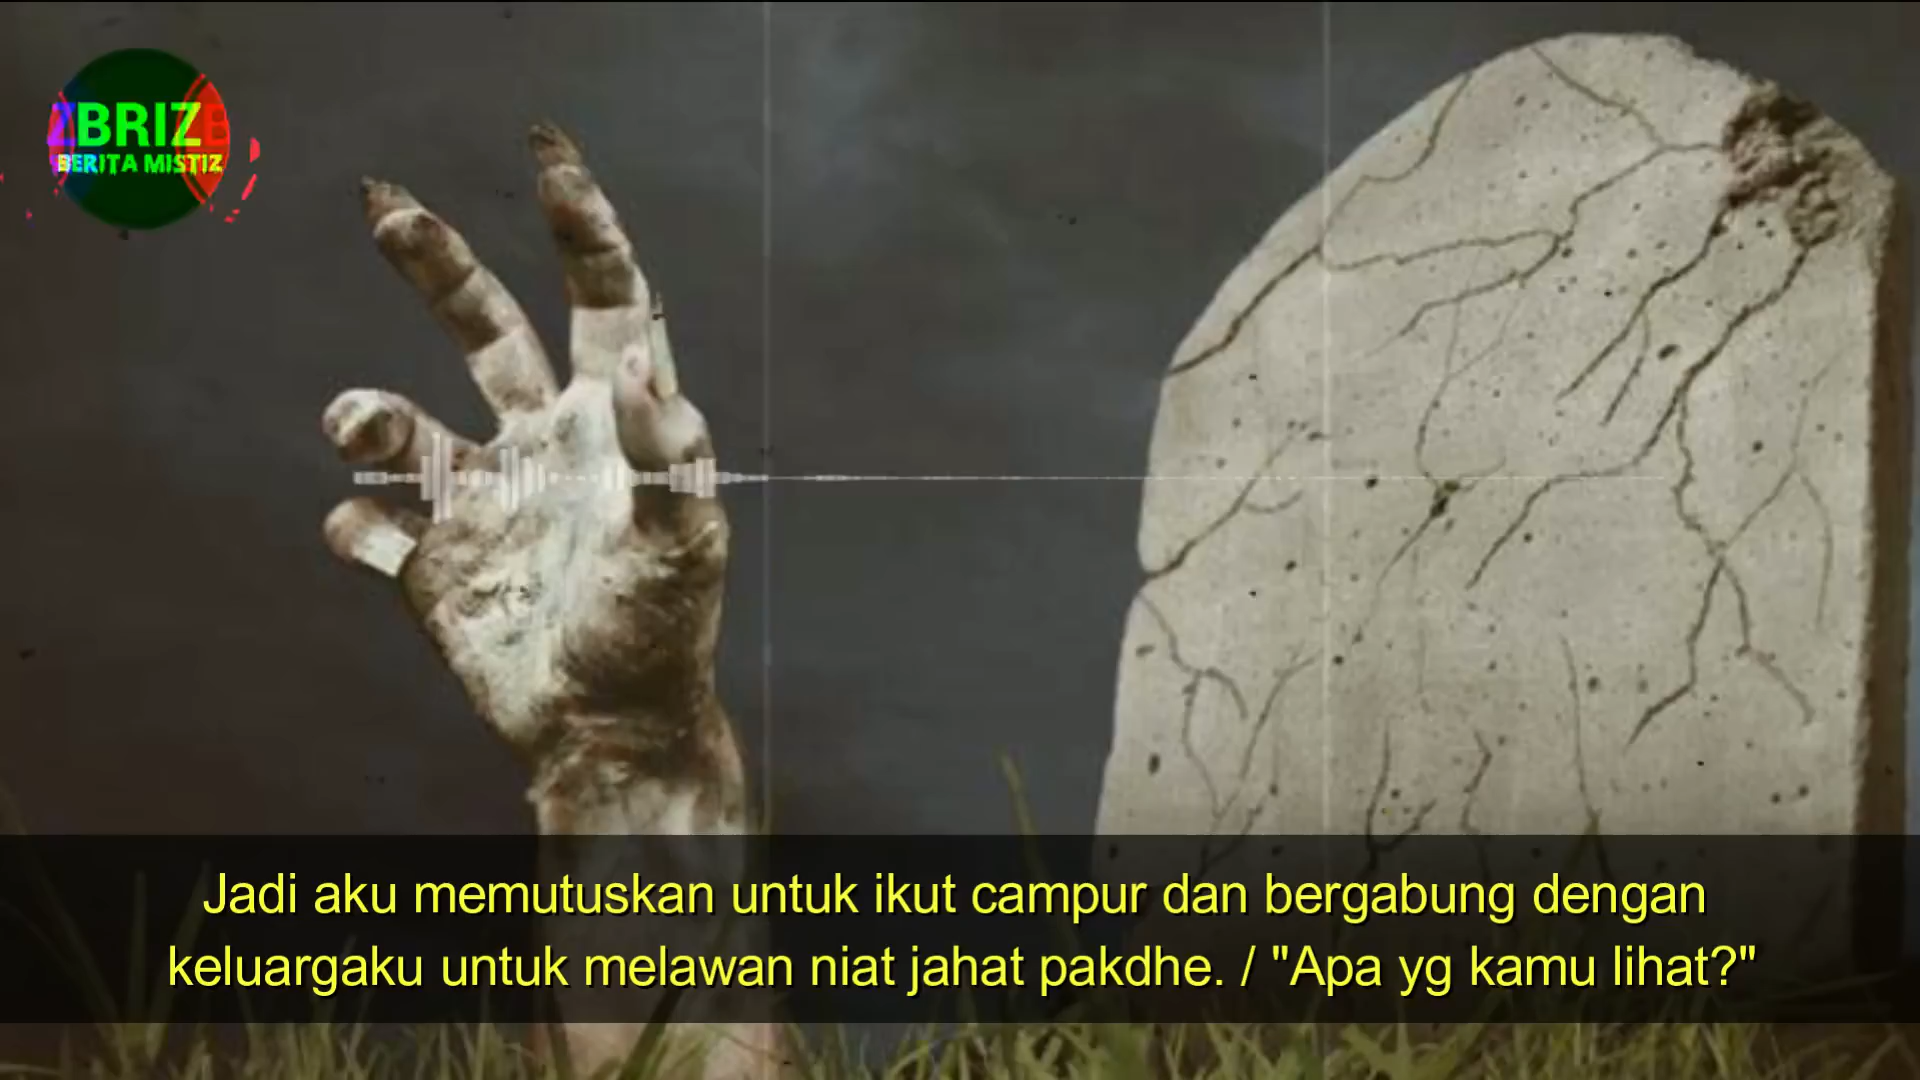 ZBRIZB
BERITA MISTIZ
Jadi aku memutuskan untuk ikut campur dan bergabung dengan
keluargaku untuk melawan niat jahat pakdhe. / "Apa yg kamu lihat?"